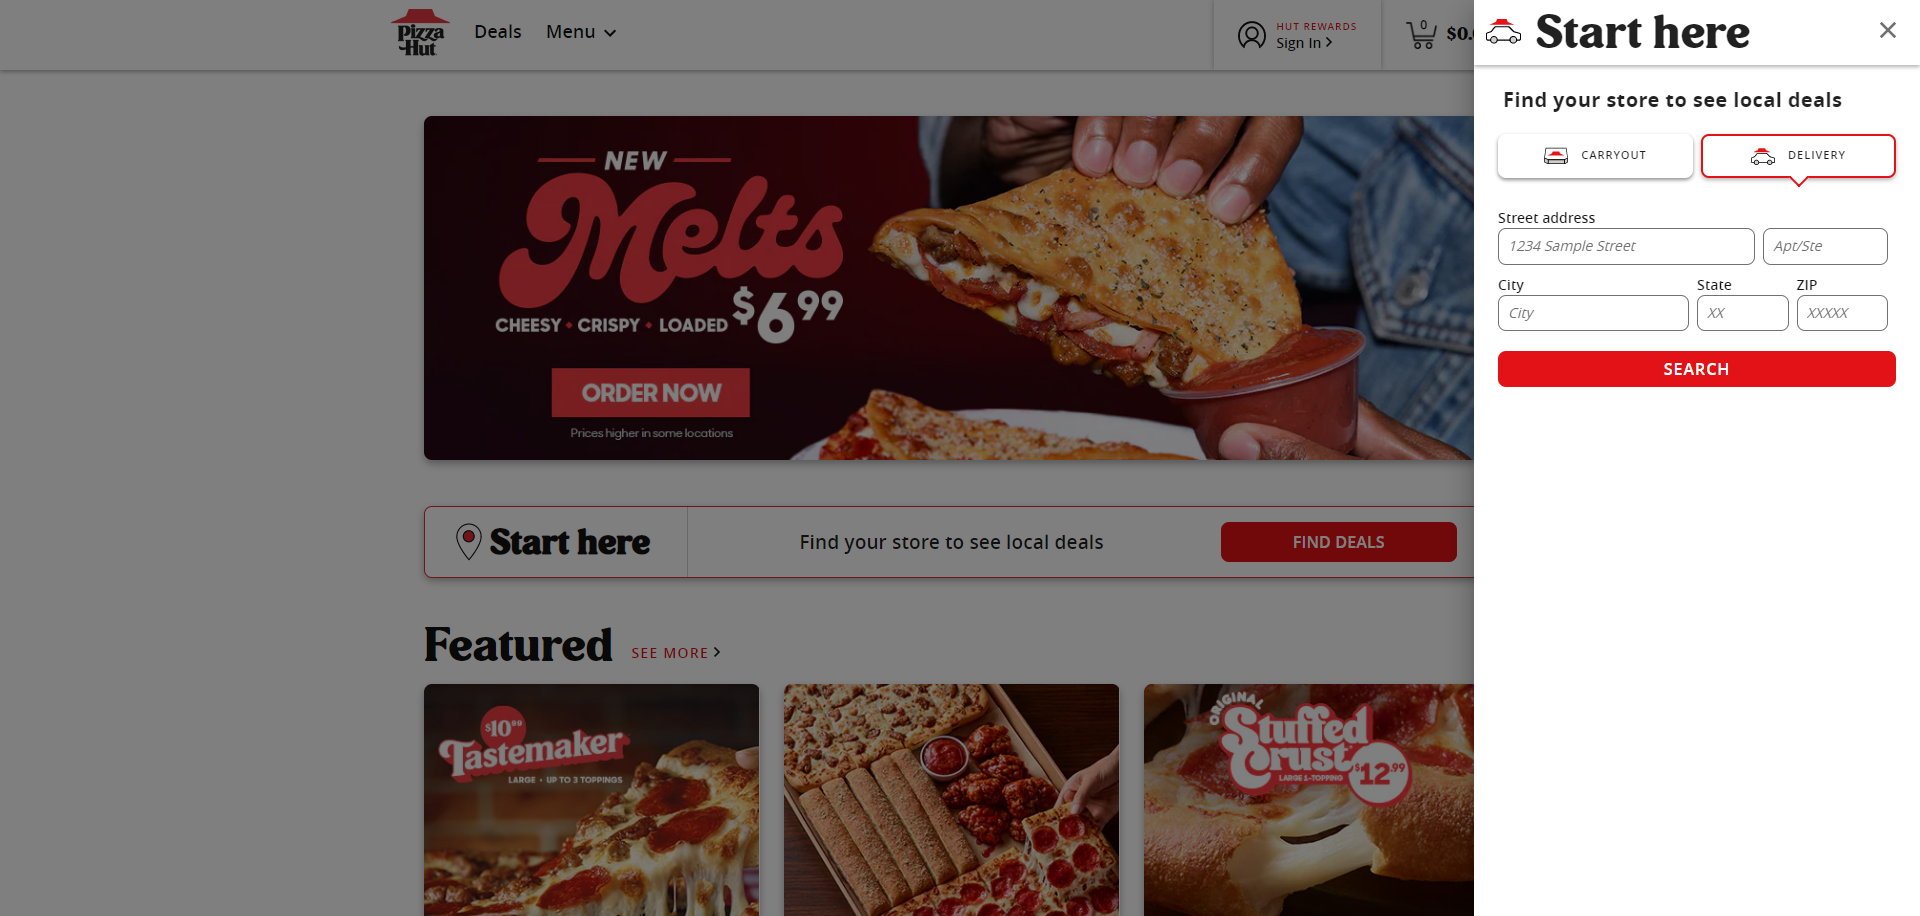 Pizza Hut
Deals
Menu
HUT REWARDS
Sign In
0
$0.
NEW
Melts
$6.99
CHEESY • CRISPY • LOADED
ORDER NOW
Prices higher in some locations
Start here
Find your store to see local deals
FIND DEALS
Featured
SEE MORE
$10.99
Tastemaker
LARGE • UP TO 3 TOPPINGS
ORIGINAL
Stuffed
Crust
LARGE 1-TOPPING
$12.99
Start here
Find your store to see local deals
CARRYOUT
DELIVERY
Street address
1234 Sample Street
Apt/Ste
City
State
ZIP
City
XX
XXXXX
SEARCH